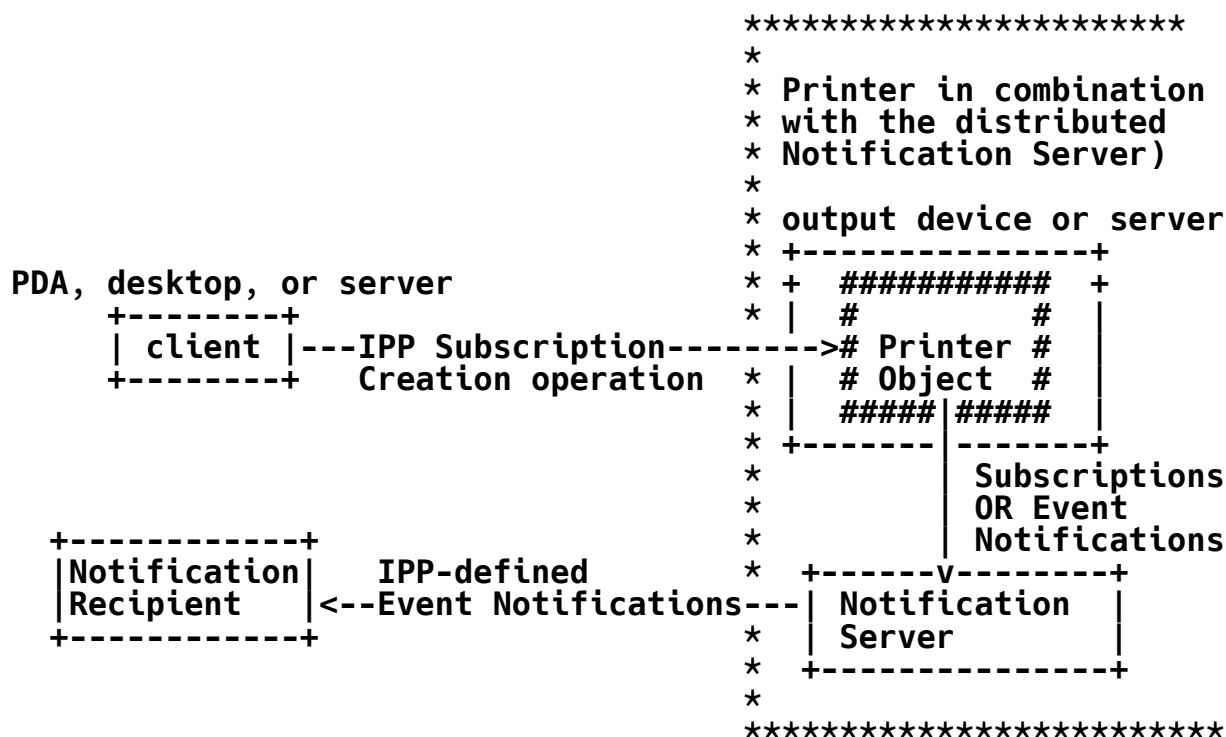 ************************
*
* Printer in combination
* with the distributed
* Notification Server)
*
* output device or server
* +---------------+
PDA, desktop, or server * + ########### +
+--------+ * | # # |
| client |---IPP Subscription--------># Printer # |
+--------+ Creation operation * | # Object # |
* | #####|##### |
* +-------|-------+
* | Subscriptions
* | OR Event
+------------+ * | Notifications
|Notification| IPP-defined * +------v--------+
|Recipient |<--Event Notifications---| Notification |
+------------+ * | Server |
* +---------------+
*
*************************